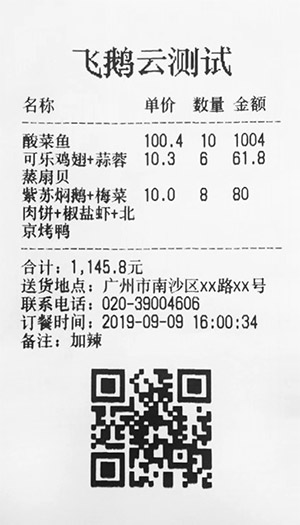 飞鹅云测试
名称 单价 数量 金额
酸菜鱼 100.4 10 1004
可乐鸡翅+蒜蓉 10.3 6 61.8
蒸扇贝
紫苏焖鹅+梅菜 10.0 8 80
肉饼+椒盐虾+北
京烤鸭
合计：1,145.8元
送货地点：广州市南沙区xx路xx号
联系电话：020-39004606
订餐时间：2019-09-09 16:00:34
备注：加辣